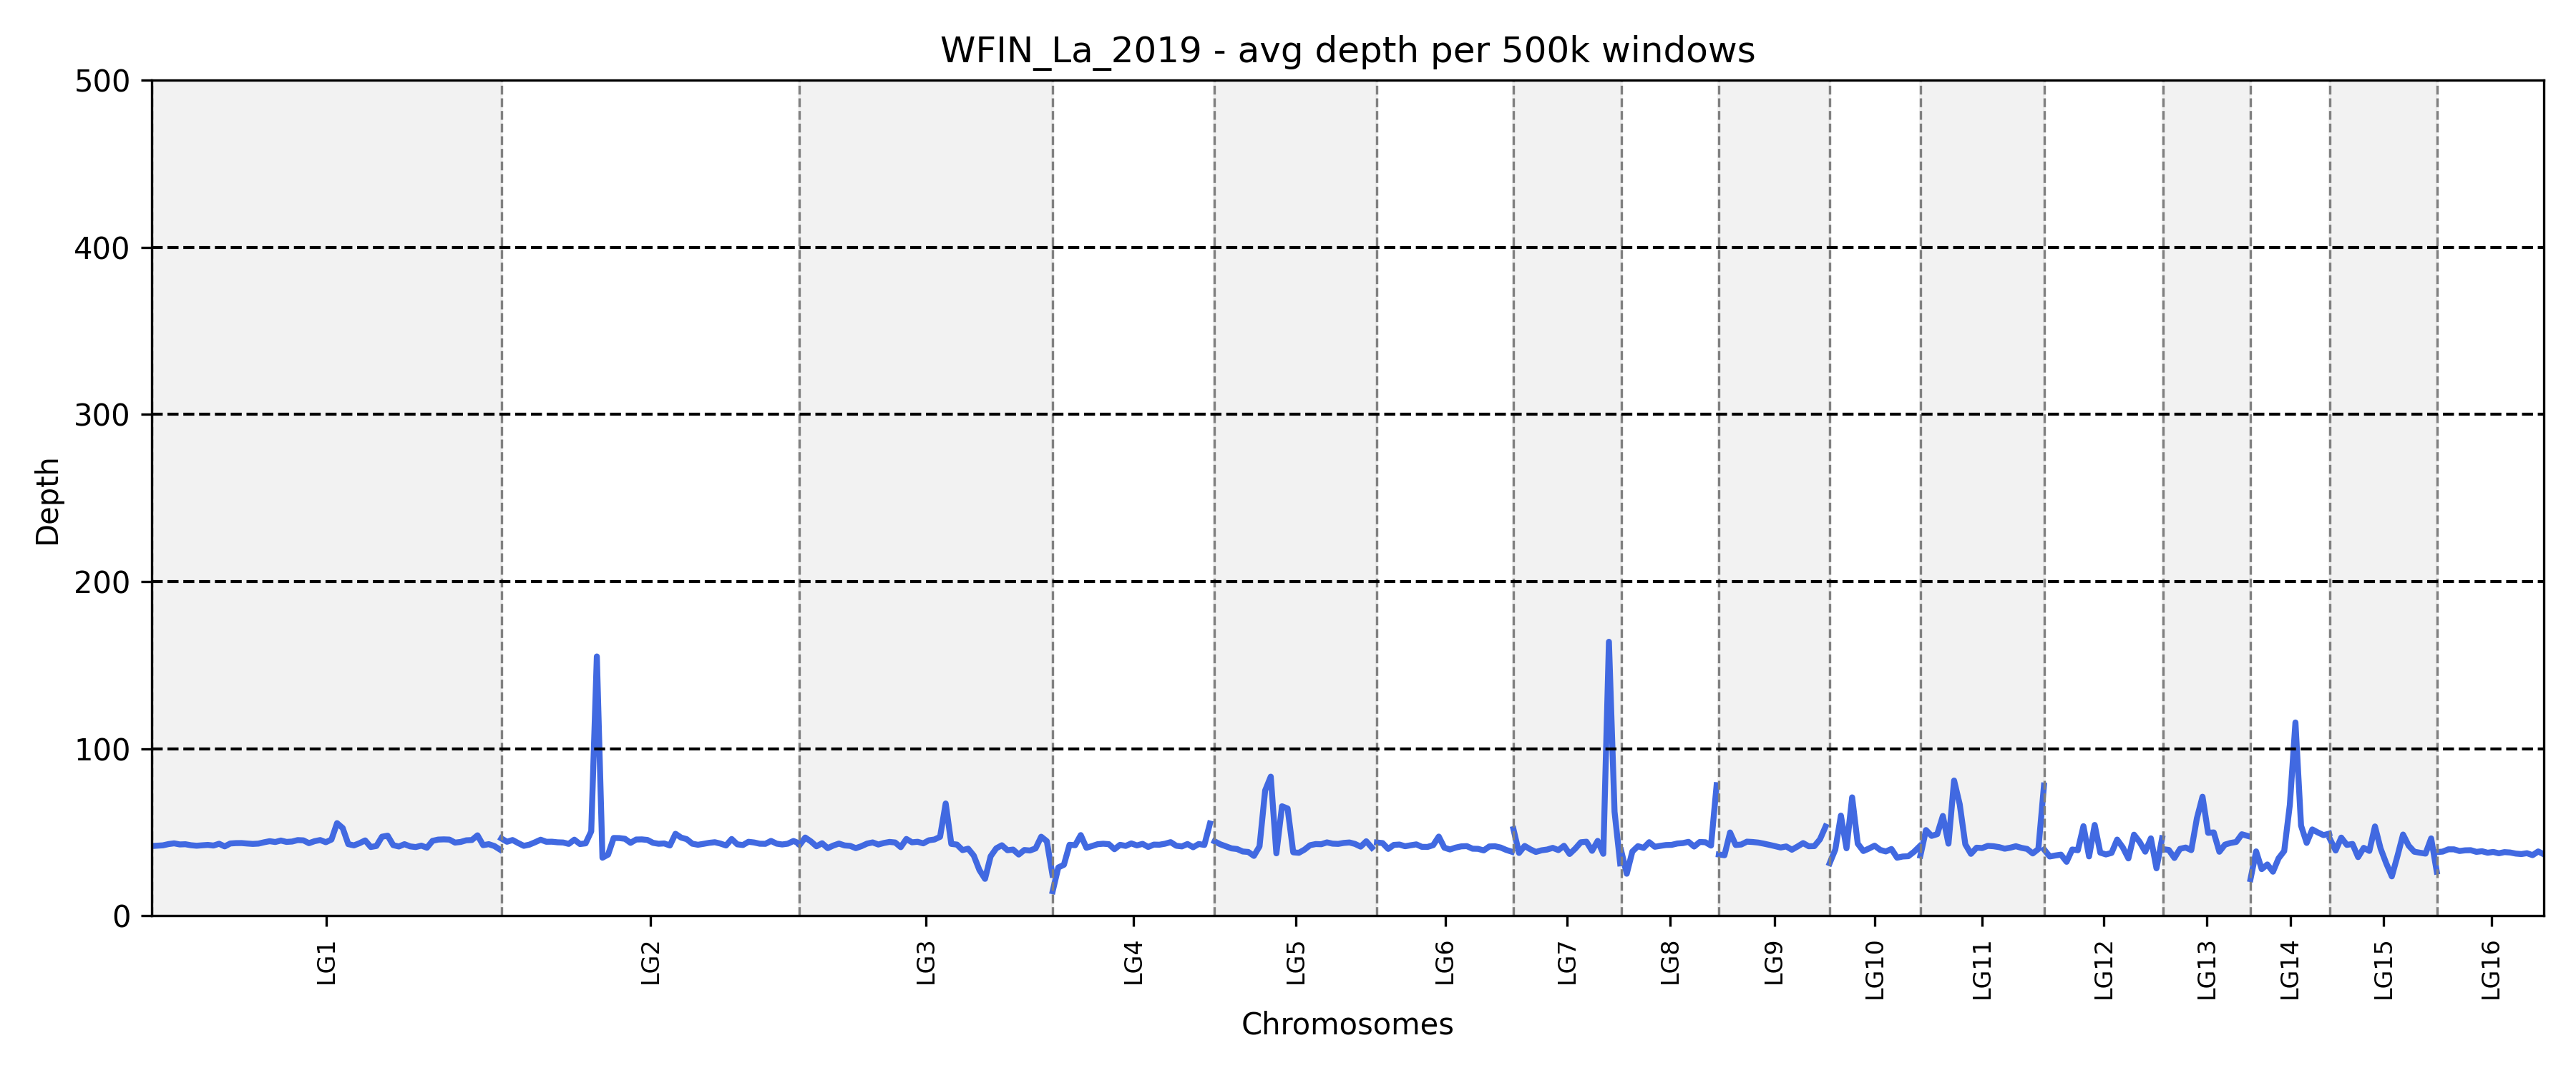 WFIN_La_2019 - avg depth per 500k windows
500
400
300
200
100
0
Depth
LG1
LG2
LG3
LG4
LG5
LG6
LG7
LG8
LG9
LG10
LG11
LG12
LG13
LG14
LG15
LG16
Chromosomes